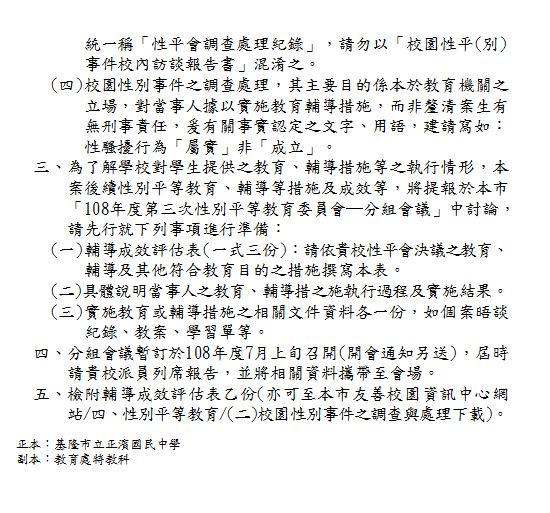 統一稱「性平會調查處理紀錄」，請勿以「校園性平(別)
事件校內訪談報告書」混淆之。
(四)校園性別事件之調查處理，其主要目的係本於教育機關之
立場，對當事人據以實施教育輔導措施，而非釐清案生有
無刑事責任，爰有關事實認定之文字、用語，建請寫如：
性騷擾行為「屬實」非「成立」。
三、為了解學校對學生提供之教育、輔導措施等之執行情形，本
案後續性別平等教育、輔導等措施及成效等，將提報於本市
「108年度第三次性別平等教育委員會—分組會議」中討論，
請先行就下列事項進行準備：
(一)輔導成效評估表(一式三份)：請依貴校性平會決議之教育、
輔導及其他符合教育目的之措施撰寫本表。
(二)具體說明當事人之教育、輔導措之施執行過程及實施結果。
(三)實施教育或輔導措施之相關文件資料各一份，如個案晤談
紀錄、教案、學習單等。
四、分組會議暫訂於108年度7月上旬召開(開會通知另送)，屆時
請貴校派員列席報告，並將相關資料攜帶至會場。
五、檢附輔導成效評估表乙份(亦可至本市友善校園資訊中心網
站/四、性別平等教育/(二)校園性別事件之調查與處理下載)。
正本：基隆市立正濱國民中學
副本：教育處特教科